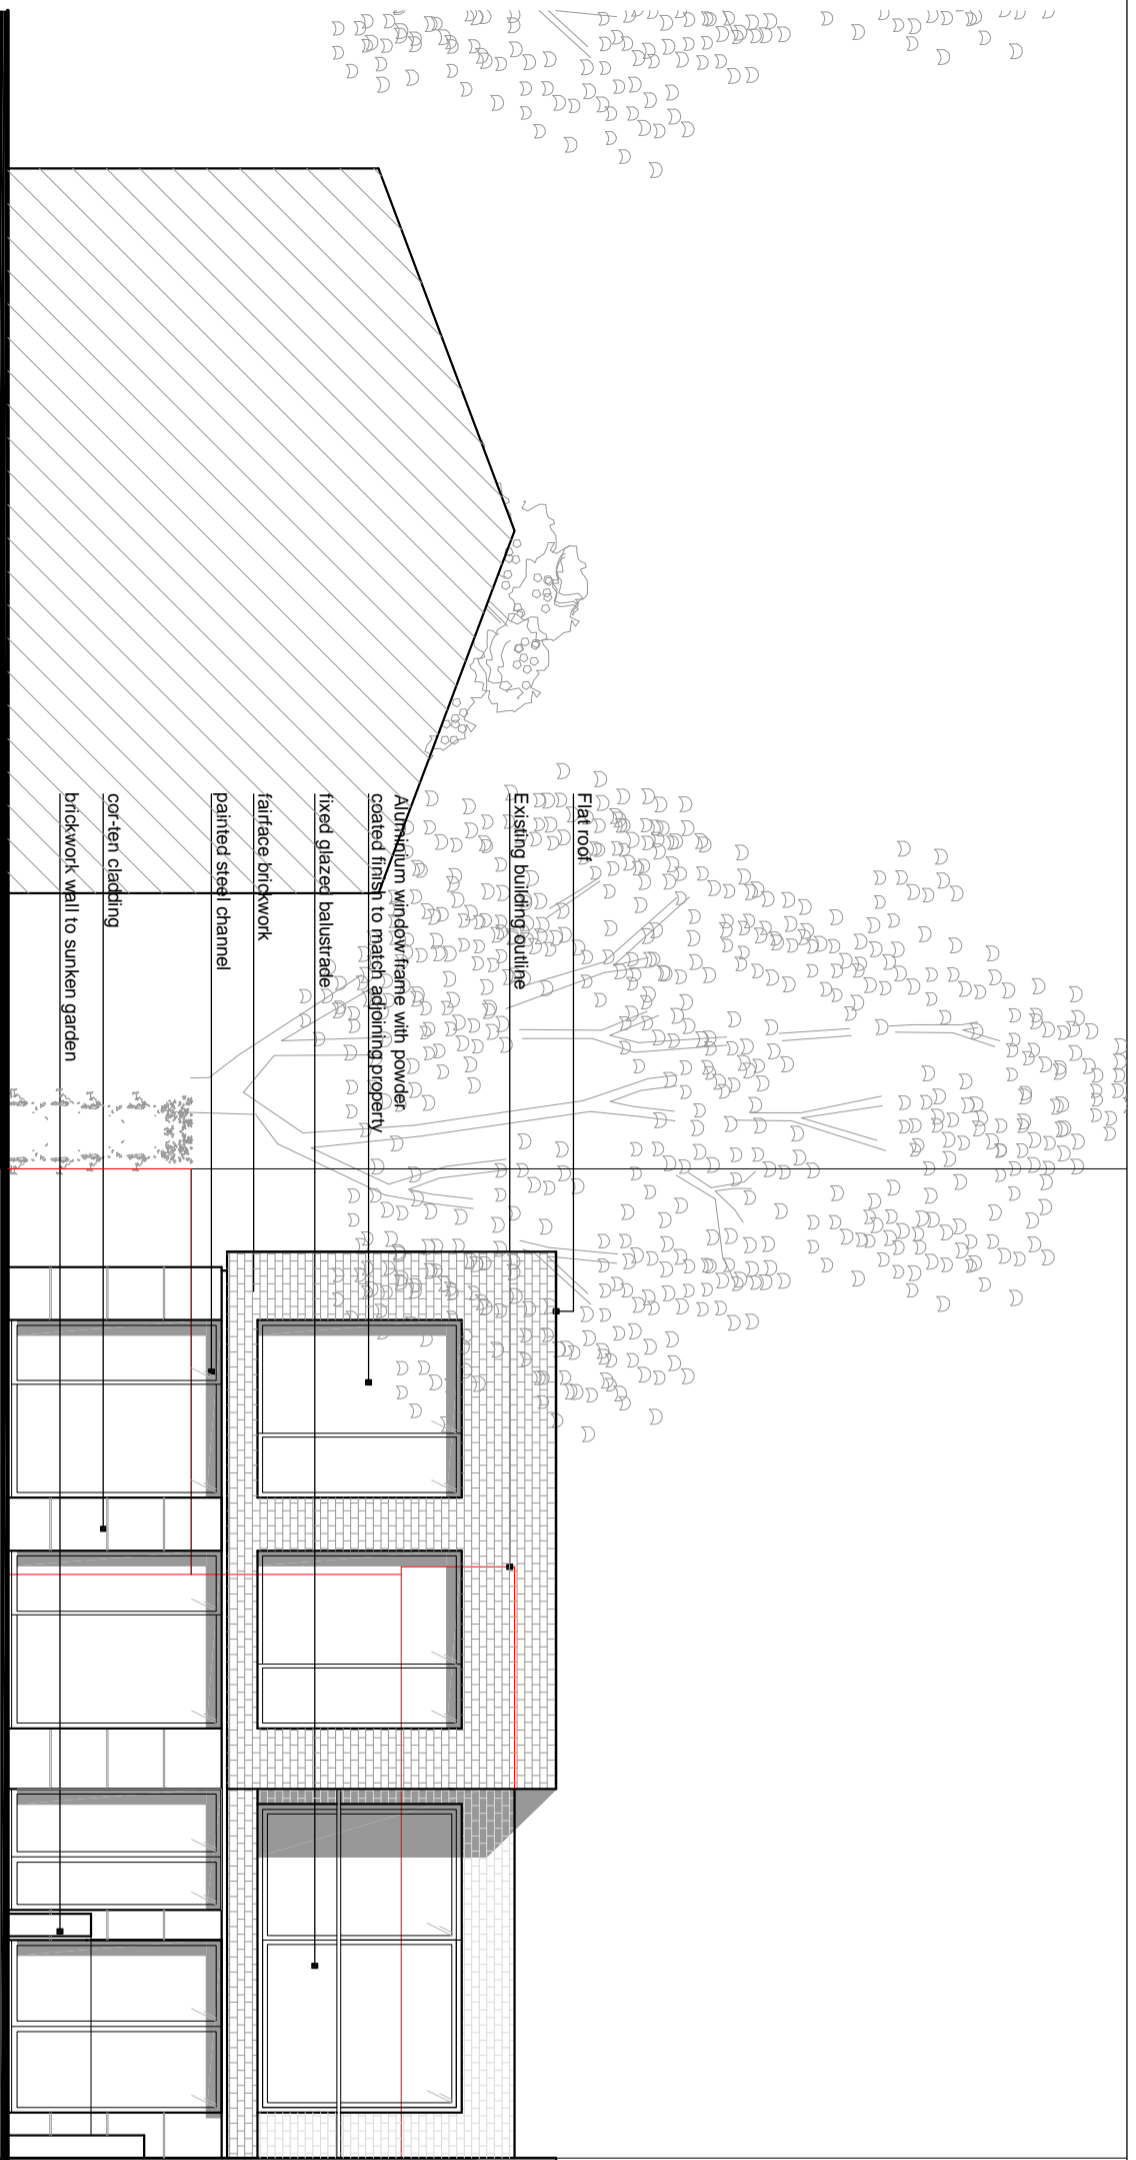 Flat roof
Existing building outline
Aluminium window frame with powder
coated finish to match adjoining property
fixed glazed balustrade
fairface brickwork
painted steel channel
cor-ten cladding
brickwork wall to sunken garden